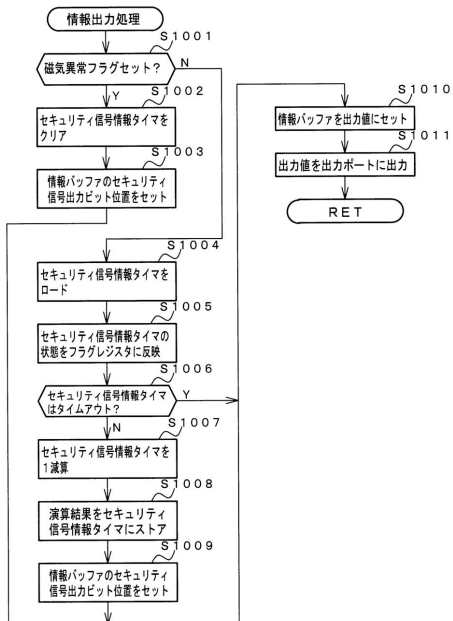 情報出力処理
S1001
磁気異常フラグセット?
N
Y
S1002
セキュリティ信号情報タイマを
クリア
S1003
情報バッファのセキュリティ
信号出力ビット位置をセット
S1004
セキュリティ信号情報タイマを
ロード
S1005
セキュリティ信号情報タイマの
状態をフラグレジスタに反映
S1006
セキュリティ信号情報タイマ
はタイムアウト?
Y
N
S1007
セキュリティ信号情報タイマを
1減算
S1008
演算結果をセキュリティ
信号情報タイマにストア
S1009
情報バッファのセキュリティ
信号出力ビット位置をセット
S1010
情報バッファを出力値にセット
S1011
出力値を出力ポートに出力
RET